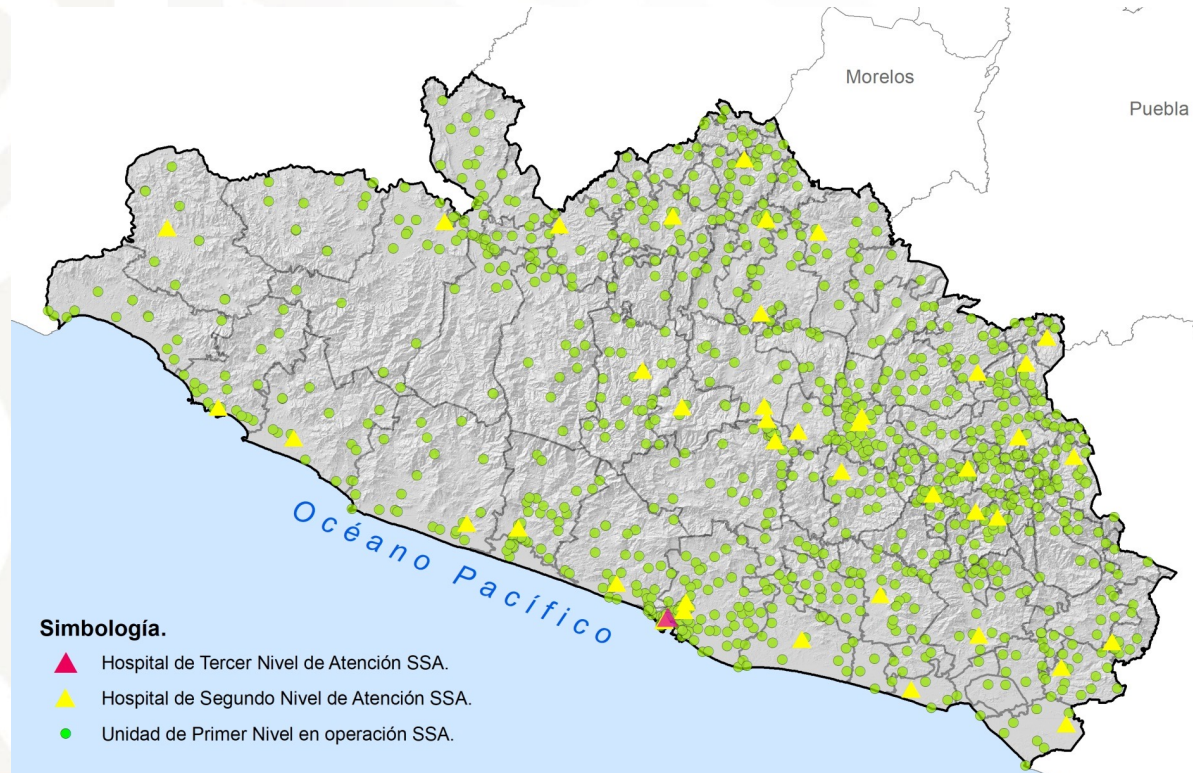 Morelos
Puebla
Océano Pacífico
Simbología.
Hospital de Tercer Nivel de Atención SSA.
Hospital de Segundo Nivel de Atención SSA.
Unidad de Primer Nivel en operación SSA.